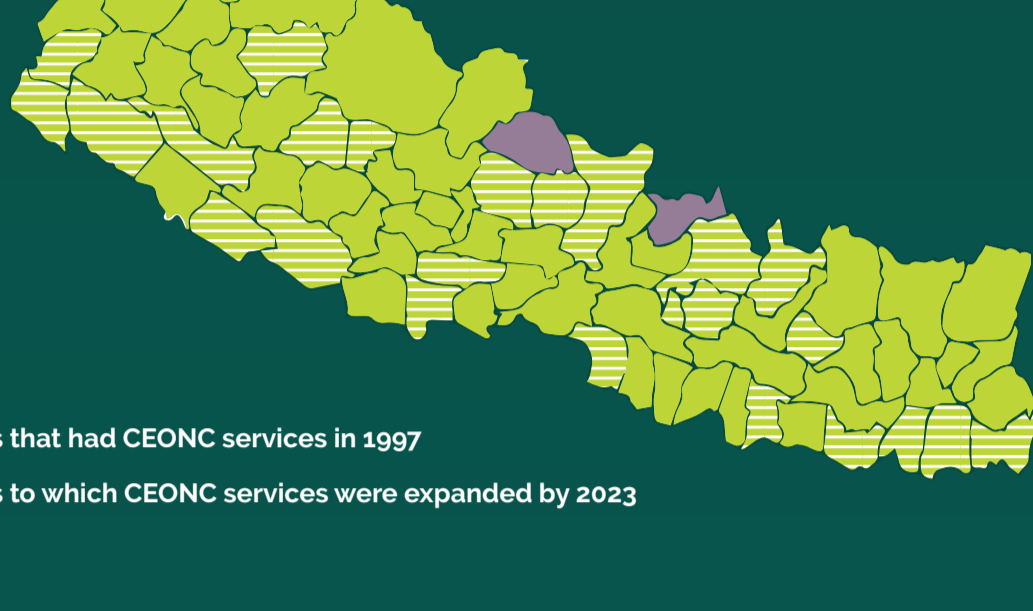 s that had CEONC services in 1997
s to which CEONC services were expanded by 2023